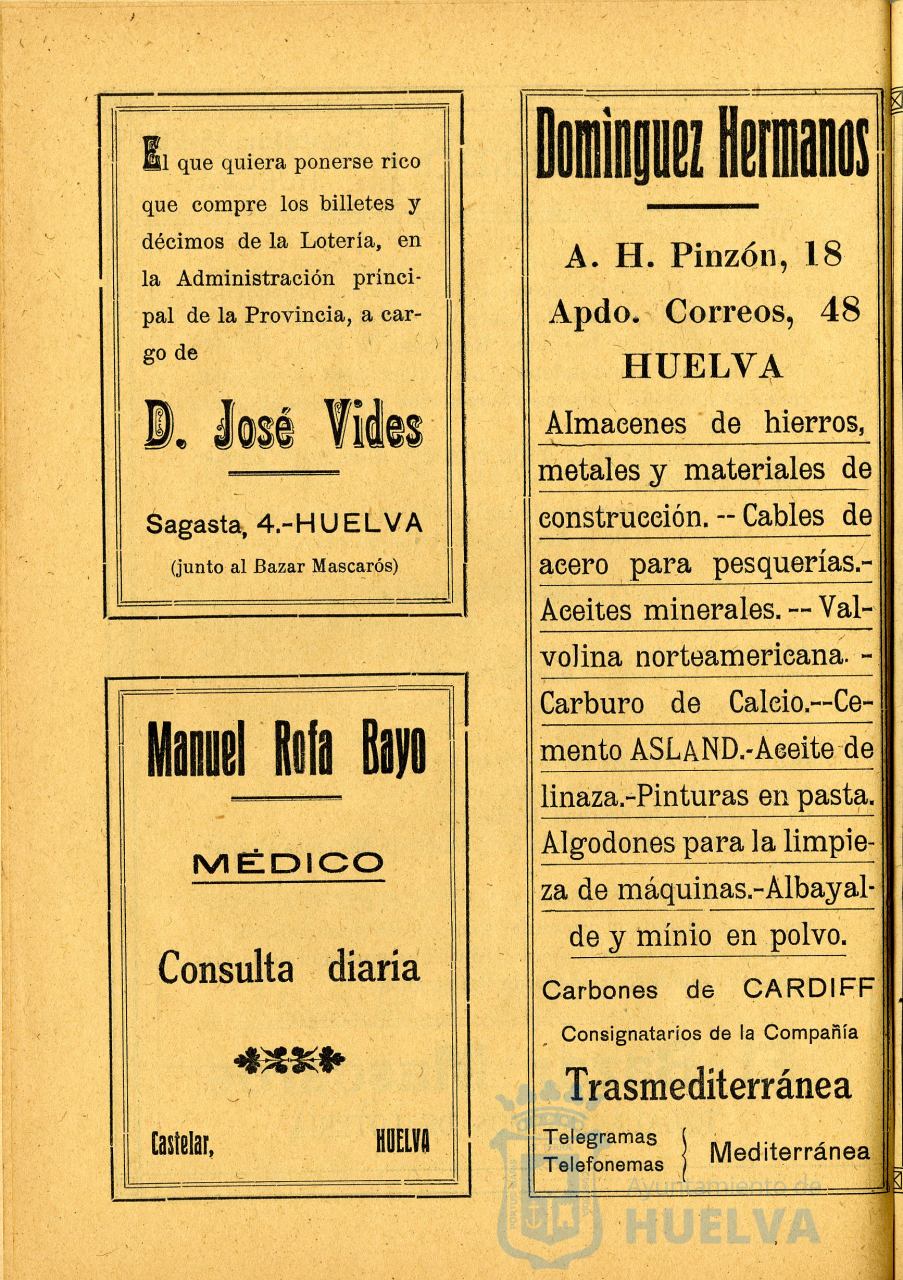 El que quiera ponerse rico
que compre los billetes y
décimos de la Lotería, en
la Administración princi-
pal de la Provincia, a car-
go de
D. José Vides
Sagasta, 4.-HUELVA
(junto al Bazar Mascarós)
Manuel Rofa Bayo
MÉDICO
Consulta diaria
Castelar, HUELVA
Domínguez Hermanos
A. H. Pinzón, 18
Apdo. Correos, 48
HUELVA
Almacenes de hierros,
metales y materiales de
construcción. -- Cables de
acero para pesquerías.-
Aceites minerales. -- Val-
volina norteamericana. -
Carburo de Calcio.--Ce-
mento ASLAND.-Aceite de
linaza.-Pinturas en pasta.
Algodones para la limpie-
za de máquinas.-Albayal-
de y mínio en polvo.
Carbones de CARDIFF
Consignatarios de la Compañía
Trasmediterránea
Telegramas
Telefonemas } Mediterránea
Ayuntamiento de
HUELVA